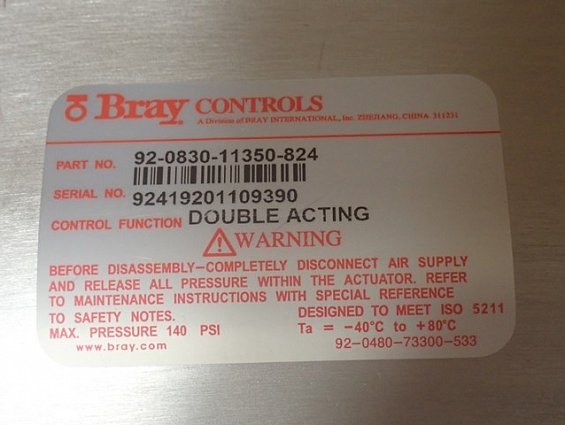 Bray CONTROLS
A Division of BRAY INTERNATIONAL, Inc. ZHEJIANG, CHINA 311231
PART NO. 92-0830-11350-824
SERIAL NO. 92419201109390
CONTROL FUNCTION DOUBLE ACTING
WARNING
BEFORE DISASSEMBLY—COMPLETELY DISCONNECT AIR SUPPLY
AND RELEASE ALL PRESSURE WITHIN THE ACTUATOR. REFER
TO MAINTENANCE INSTRUCTIONS WITH SPECIAL REFERENCE
TO SAFETY NOTES. DESIGNED TO MEET ISO 5211
MAX. PRESSURE 140 PSI Ta = -40°C to +80°C
www.bray.com 92-0480-73300-533